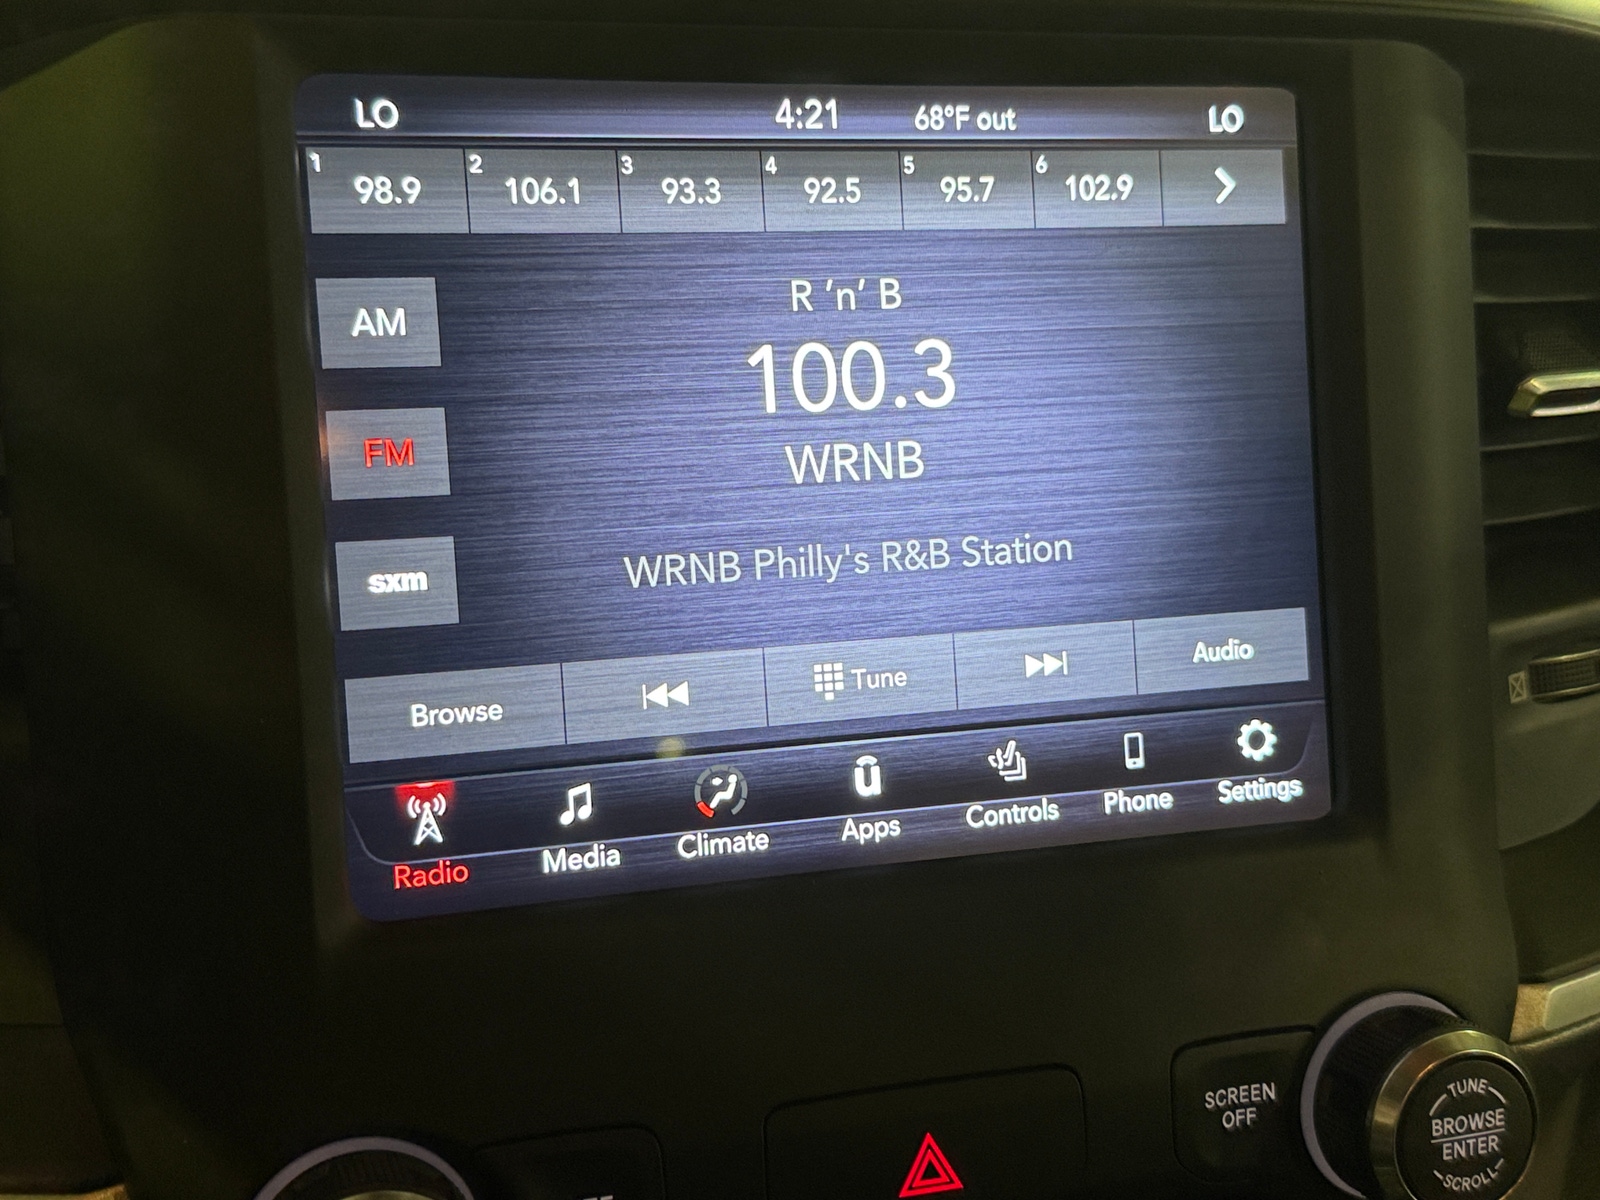 LO 4:21 68°F out LO
1 98.9 2 106.1 3 93.3 4 92.5 5 95.7 6 102.9
R 'n' B
AM
100.3
FM
WRNB
sxm
WRNB Philly's R&B Station
Browse Tune Audio
Radio Media Climate Apps Controls Phone Settings
SCREEN
OFF
TUNE
BROWSE
ENTER
SCROLL